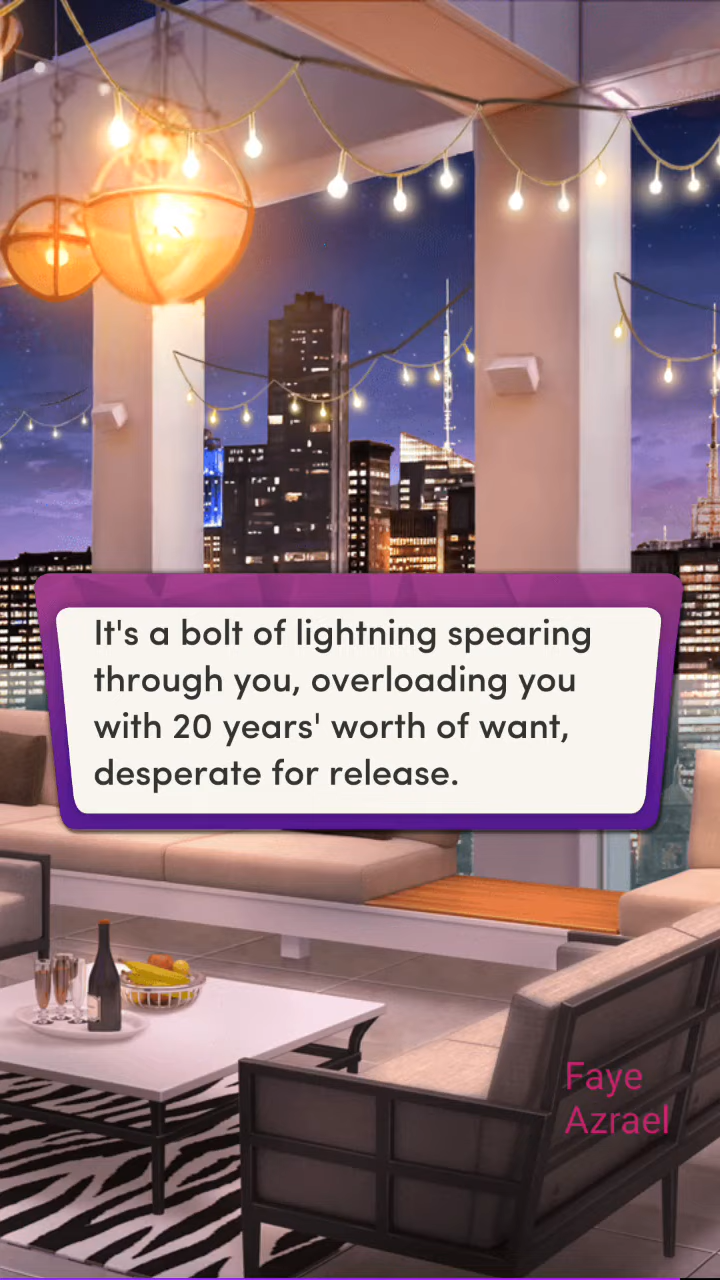 It's a bolt of lightning spearing
through you, overloading you
with 20 years' worth of want,
desperate for release.
Faye
Azrael